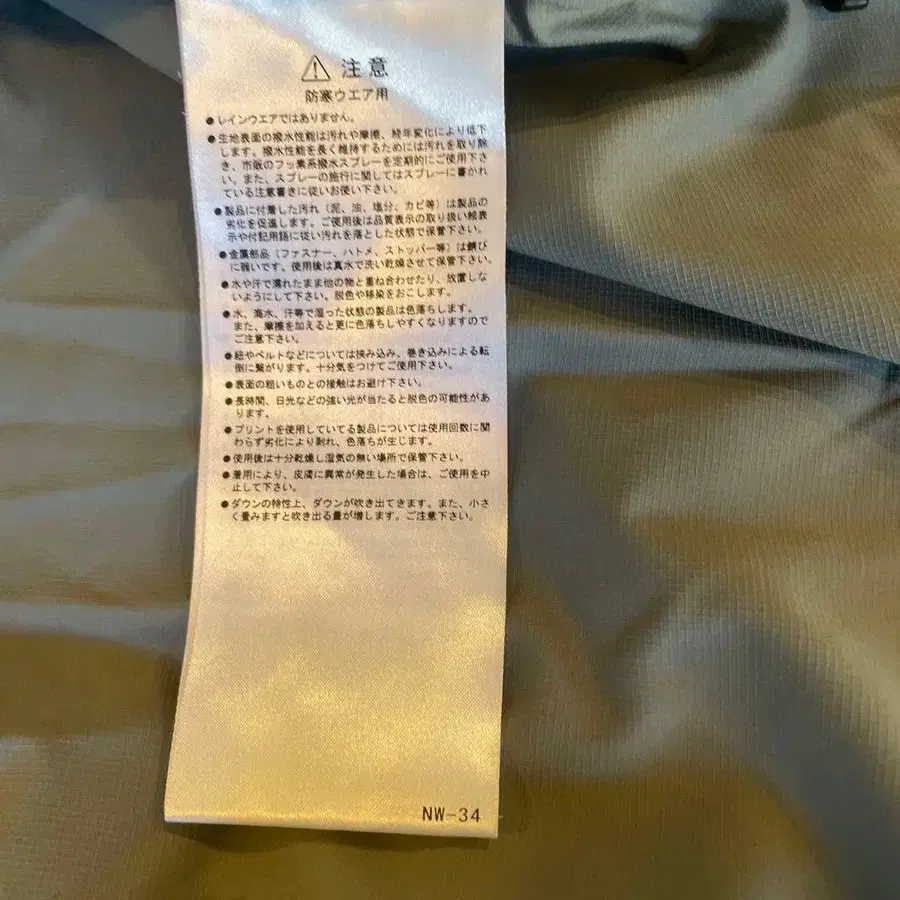 ⚠ 注意
防寒ウエア用
●レインウエアではありません。
●生地表面の撥水性能は汚れや摩擦、経年変化により低下
します。撥水性能を長く維持するためには汚れを取り除
き、市販のフッ素系撥水スプレーを定期的にご使用下さ
い。また、スプレーの施行に関してはスプレーに書かれ
ている注意書きに従いお使い下さい。
●製品に付着した汚れ（泥、油、塩分、カビ等）は製品の
劣化を促進します。ご使用後は品質表示の取り扱い絵表
示や付記用語に従い汚れを落とした状態で保管下さい。
●金属部品（ファスナー、ハトメ、ストッパー等）は錆び
に弱いです。使用後は真水で洗い乾燥させて保管下さい。
●水や汗で濡れたまま他の物と重ね合わせたり、放置しな
いようにして下さい。脱色や移染をおこします。
●水、海水、汗等で湿った状態の製品は色落ちします。
また、摩擦を加えると更に色落ちしやすくなりますので
ご注意下さい。
●紐やベルトなどについては挟み込み、巻き込みによる転
倒に繋がります。十分気をつけてご使用下さい。
●表面の粗いものとの接触はお避け下さい。
●長時間、日光などの強い光が当たると脱色の可能性があ
ります。
●プリントを使用していてる製品については使用回数に関
わらず劣化により剥れ、色落ちが生じます。
●使用後は十分乾燥し湿気の無い場所で保管下さい。
●着用により、皮膚に異常が発生した場合は、ご使用を中
止して下さい。
●ダウンの特性上、ダウンが吹き出てきます。また、小さ
く畳みますと吹き出る量が増します。ご注意下さい。
NW-34